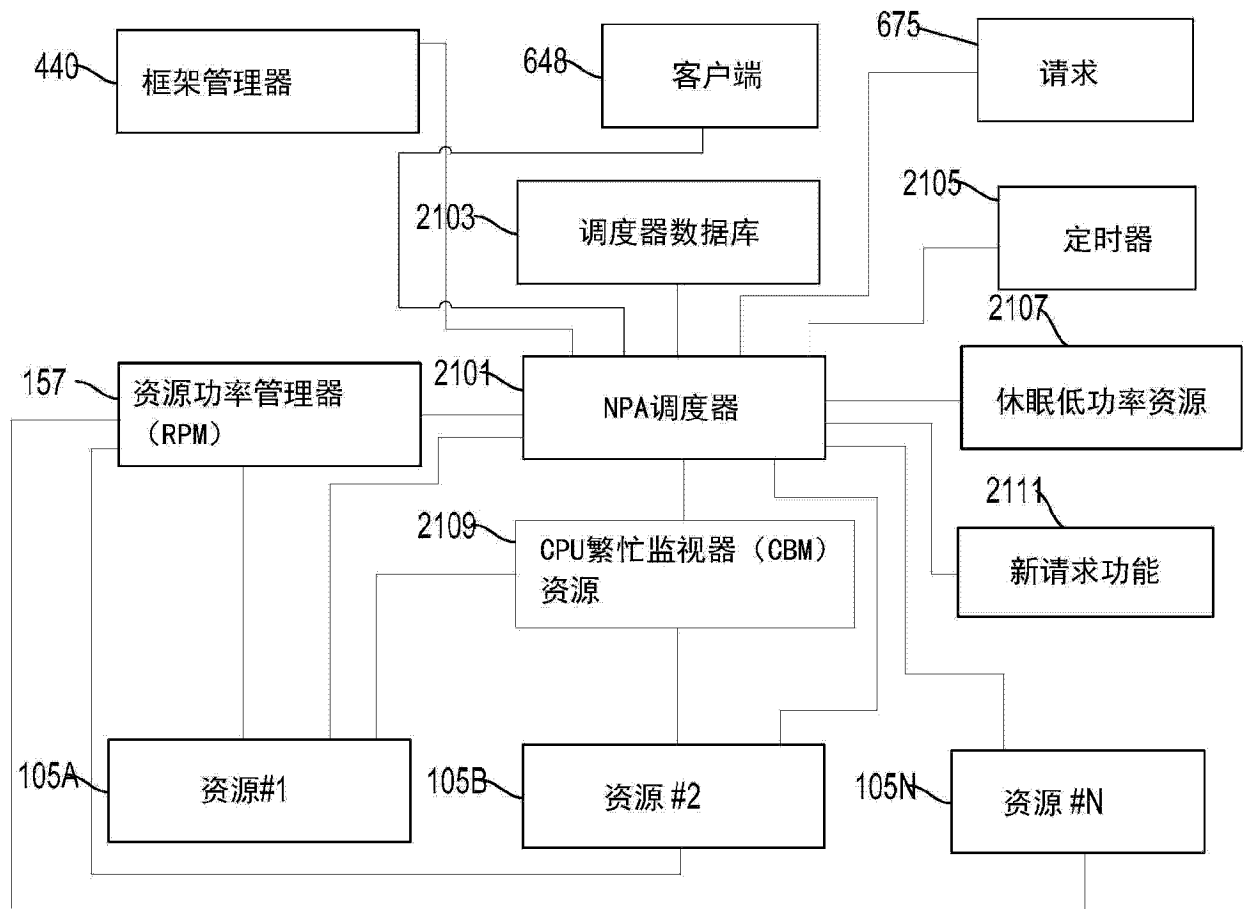 440
框架管理器
648
客户端
675
请求
2103
调度器数据库
2105
定时器
2107
休眠低功率资源
157
资源功率管理器
（RPM）
2101
NPA调度器
2109
CPU繁忙监视器（CBM）
资源
2111
新请求功能
105A
资源#1
105B
资源 #2
105N
资源 #N